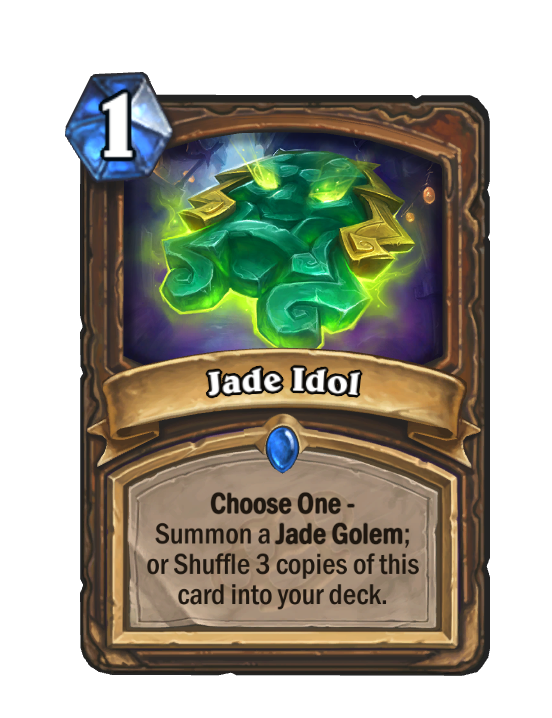 1
Jade Idol
Choose One -
Summon a Jade Golem;
or Shuffle 3 copies of this
card into your deck.